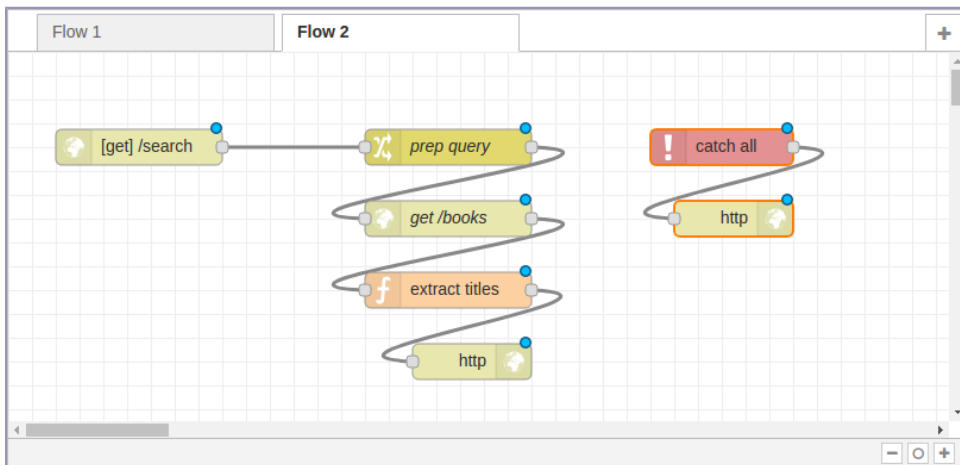 Flow 1
Flow 2
[get] /search
prep query
catch all
get /books
http
extract titles
http